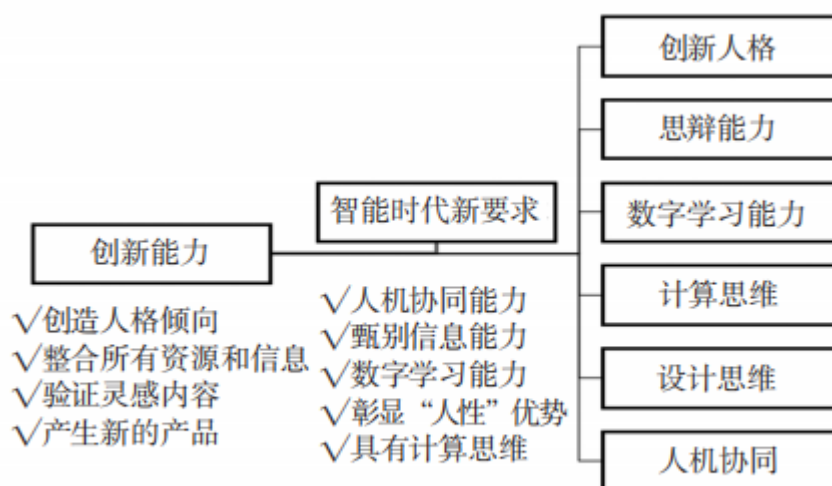 创新能力
√创造人格倾向
√整合所有资源和信息
√验证灵感内容
√产生新的产品
智能时代新要求
√人机协同能力
√甄别信息能力
√数字学习能力
√彰显“人性”优势
√具有计算思维
创新人格
思辩能力
数字学习能力
计算思维
设计思维
人机协同